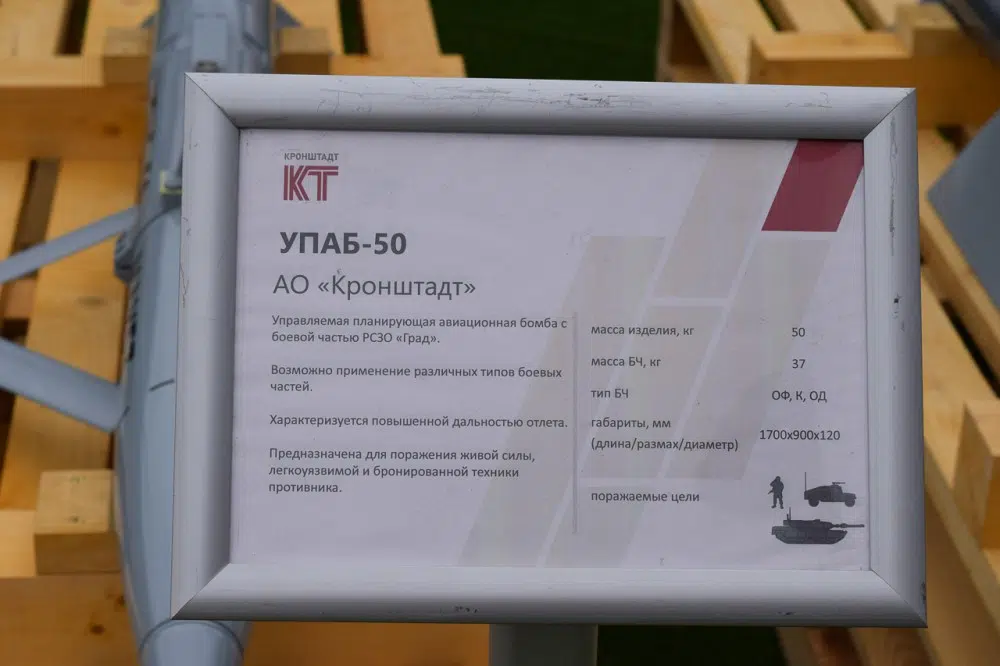 КРОНШТАДТ
КТ
УПАБ-50
АО «Кронштадт»
Управляемая планирующая авиационная бомба с
боевой частью РСЗО «Град».
Возможно применение различных типов боевых
частей.
Характеризуется повышенной дальностью отлета.
Предназначена для поражения живой силы,
легкоуязвимой и бронированной техники
противника.
масса изделия, кг 50
масса БЧ, кг 37
тип БЧ ОФ, К, ОД
габариты, мм
(длина/размах/диаметр) 1700х900х120
поражаемые цели